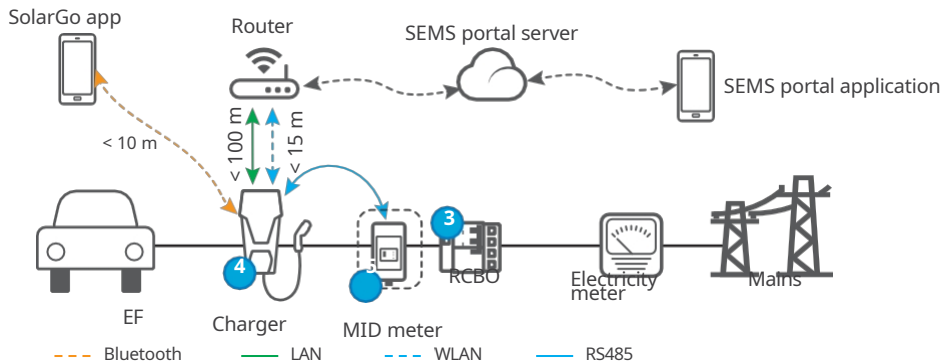 SolarGo app
Router
SEMS portal server
SEMS portal application
< 10 m
< 100 m
< 15 m
3
4
RCBO
Electricity
meter
Mains
EF
Charger
MID meter
Bluetooth
LAN
WLAN
RS485